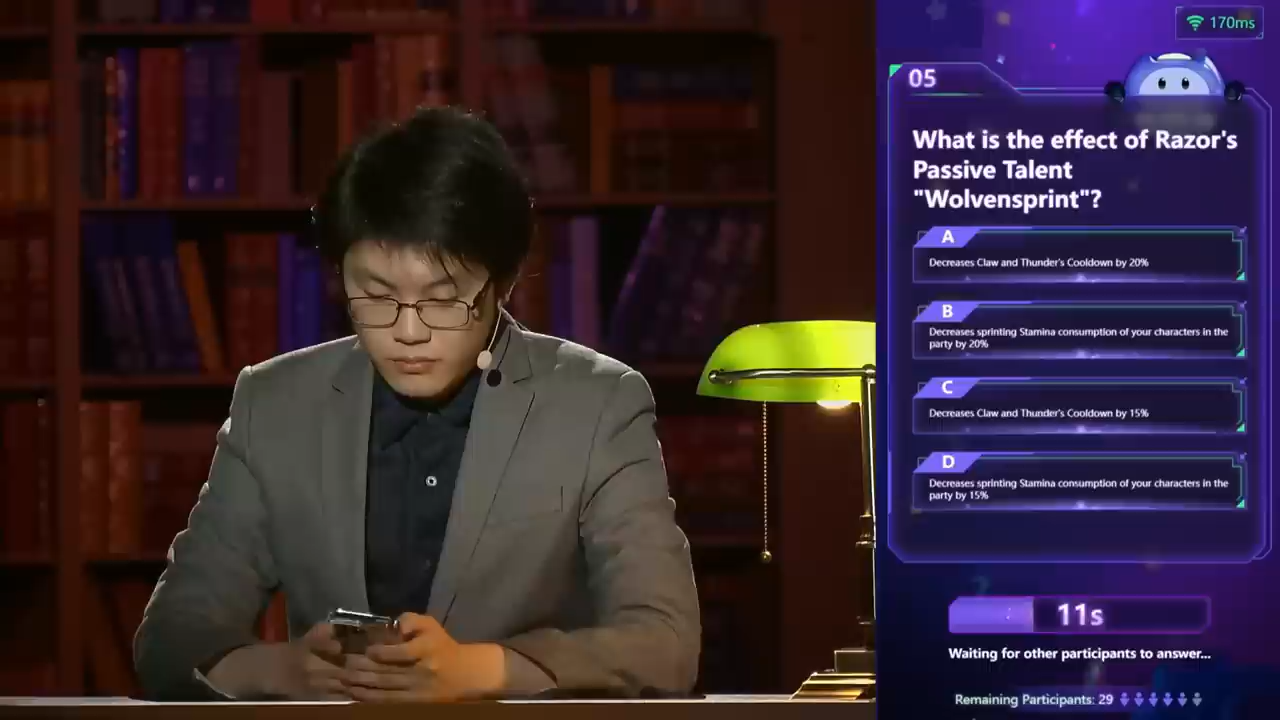 170ms
05
What is the effect of Razor's
Passive Talent
"Wolvensprint"?
A
Decreases Claw and Thunder's Cooldown by 20%
B
Decreases sprinting Stamina consumption of your characters in the
party by 20%
C
Decreases Claw and Thunder's Cooldown by 15%
D
Decreases sprinting Stamina consumption of your characters in the
party by 15%
11s
Waiting for other participants to answer...
Remaining Participants: 29